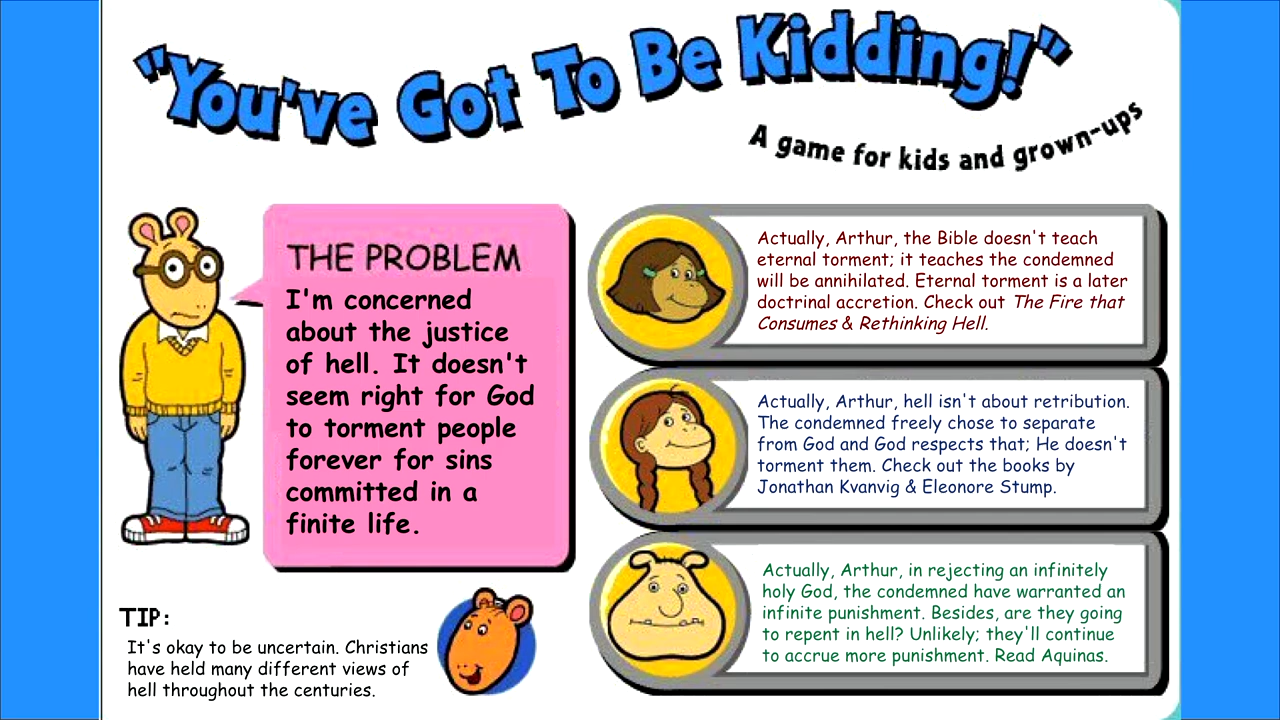 "You've Got To Be Kidding!"
A game for kids and grown-ups
THE PROBLEM
I'm concerned
about the justice
of hell. It doesn't
seem right for God
to torment people
forever for sins
committed in a
finite life.
Actually, Arthur, the Bible doesn't teach
eternal torment; it teaches the condemned
will be annihilated. Eternal torment is a later
doctrinal accretion. Check out The Fire that
Consumes & Rethinking Hell.
Actually, Arthur, hell isn't about retribution.
The condemned freely chose to separate
from God and God respects that; He doesn't
torment them. Check out the books by
Jonathan Kvanvig & Eleonore Stump.
Actually, Arthur, in rejecting an infinitely
holy God, the condemned have warranted an
infinite punishment. Besides, are they going
to repent in hell? Unlikely; they'll continue
to accrue more punishment. Read Aquinas.
TIP:
It's okay to be uncertain. Christians
have held many different views of
hell throughout the centuries.